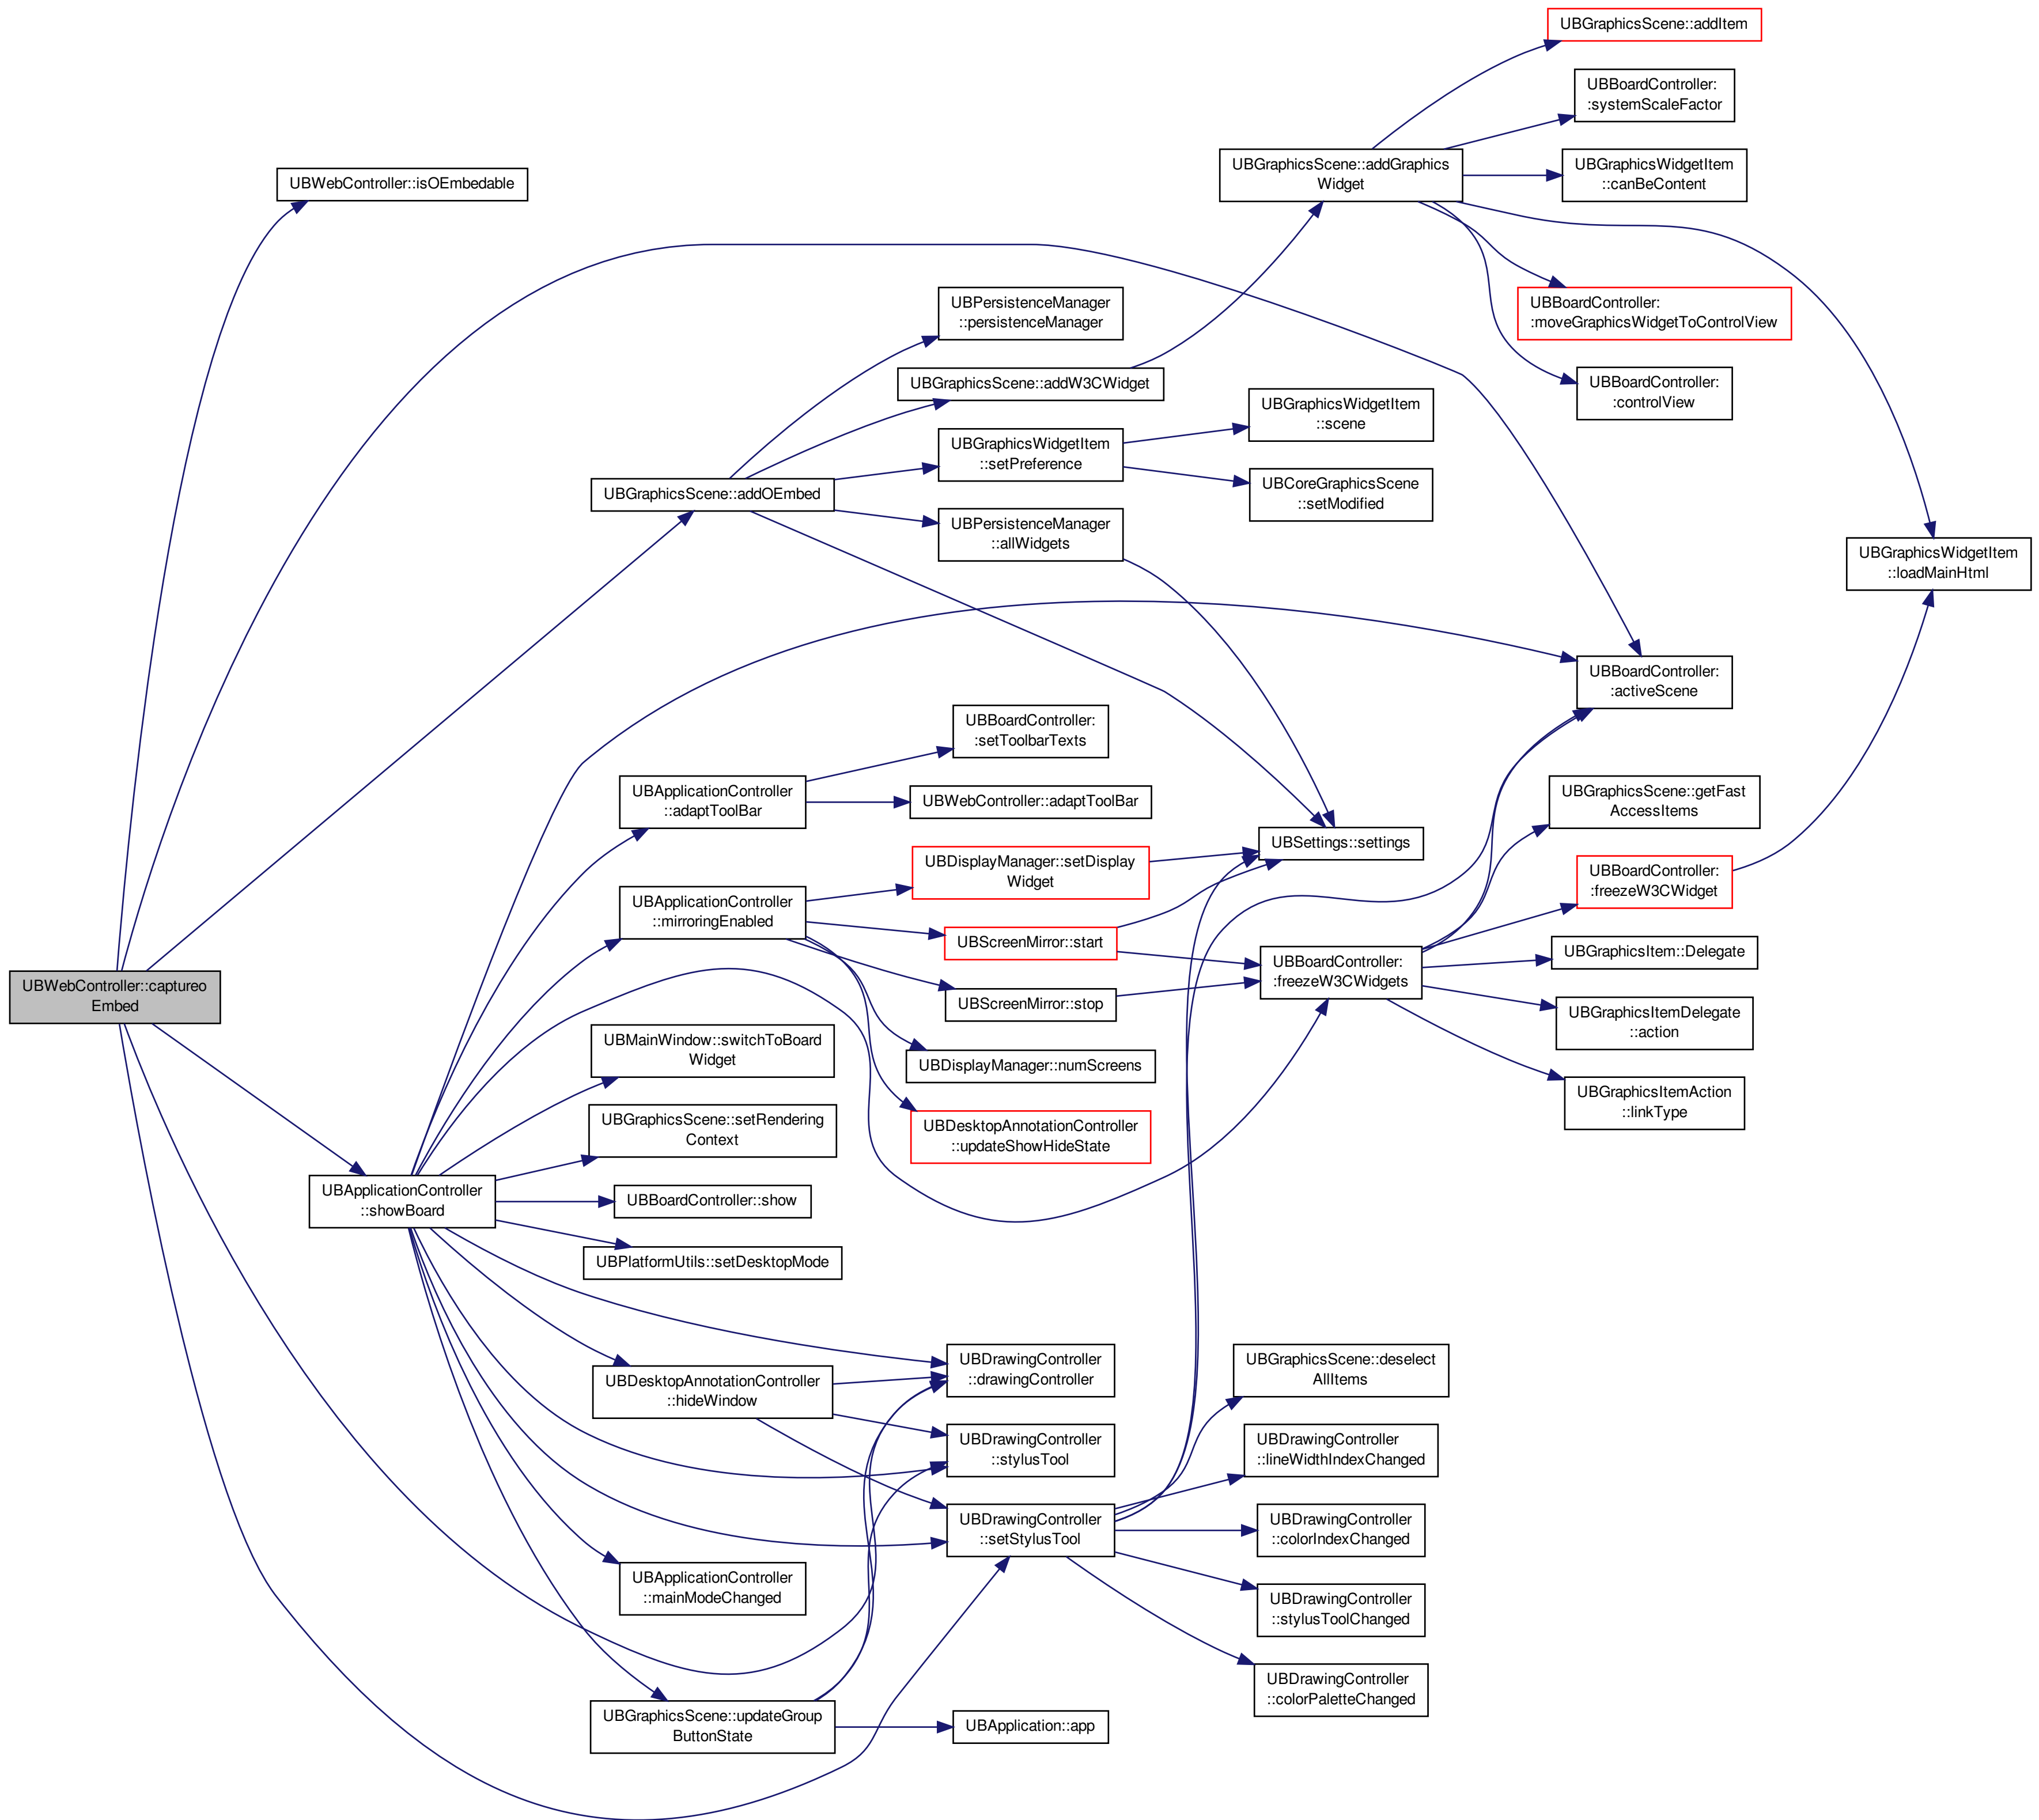 UBGraphicsScene::addItem
UBBoardController:
:systemScaleFactor
UBGraphicsScene::addGraphics
Widget
UBGraphicsWidgetItem
::canBeContent
UBWebController::isOEmbedable
UBPersistenceManager
::persistenceManager
UBBoardController:
:moveGraphicsWidgetToControlView
UBGraphicsScene::addW3CWidget
UBBoardController:
:controlView
UBGraphicsWidgetItem
::scene
UBGraphicsWidgetItem
::setPreference
UBGraphicsScene::addOEmbed
UBCoreGraphicsScene
::setModified
UBPersistenceManager
::allWidgets
UBGraphicsWidgetItem
::loadMainHtml
UBBoardController:
:activeScene
UBBoardController:
:setToolbarTexts
UBApplicationController
::adaptToolBar
UBWebController::adaptToolBar
UBGraphicsScene::getFast
AccessItems
UBSettings::settings
UBDisplayManager::setDisplay
Widget
UBBoardController:
:freezeW3CWidget
UBApplicationController
::mirroringEnabled
UBScreenMirror::start
UBGraphicsItem::Delegate
UBBoardController:
:freezeW3CWidgets
UBWebController::captureo
Embed
UBScreenMirror::stop
UBGraphicsItemDelegate
::action
UBMainWindow::switchToBoard
Widget
UBDisplayManager::numScreens
UBGraphicsItemAction
::linkType
UBGraphicsScene::setRendering
Context
UBDesktopAnnotationController
::updateShowHideState
UBApplicationController
::showBoard
UBBoardController::show
UBPlatformUtils::setDesktopMode
UBDrawingController
::drawingController
UBGraphicsScene::deselect
AllItems
UBDesktopAnnotationController
::hideWindow
UBDrawingController
::stylusTool
UBDrawingController
::lineWidthIndexChanged
UBDrawingController
::setStylusTool
UBDrawingController
::colorIndexChanged
UBApplicationController
::mainModeChanged
UBDrawingController
::stylusToolChanged
UBDrawingController
::colorPaletteChanged
UBGraphicsScene::updateGroup
ButtonState
UBApplication::app